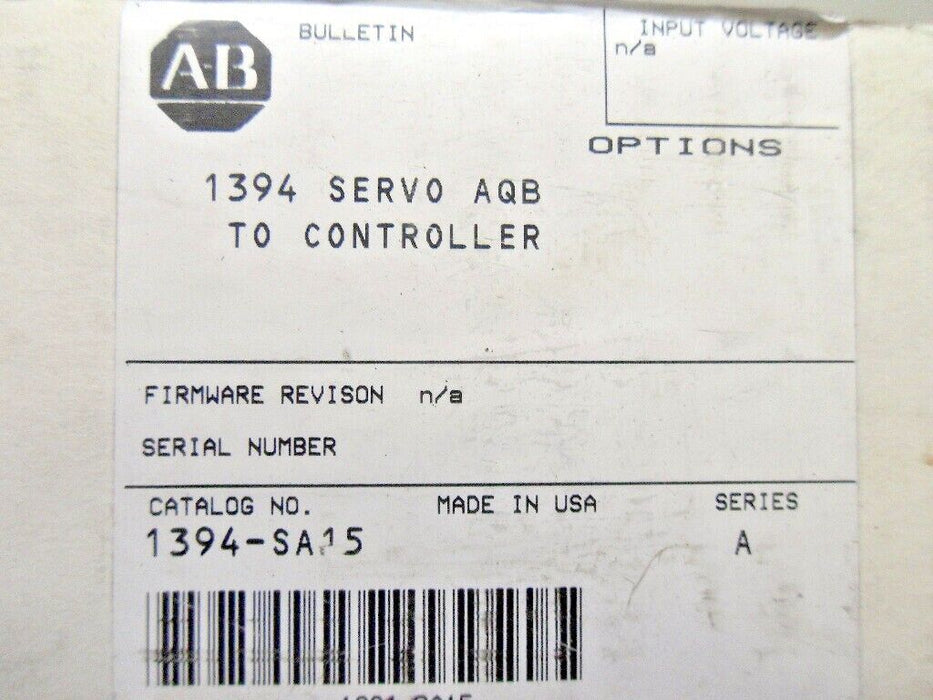 AB
BULLETIN
INPUT VOLTAGE
n/a
OPTIONS
1394 SERVO AQB
TO CONTROLLER
FIRMWARE REVISON n/a
SERIAL NUMBER
CATALOG NO. MADE IN USA SERIES
1394-SA15 A